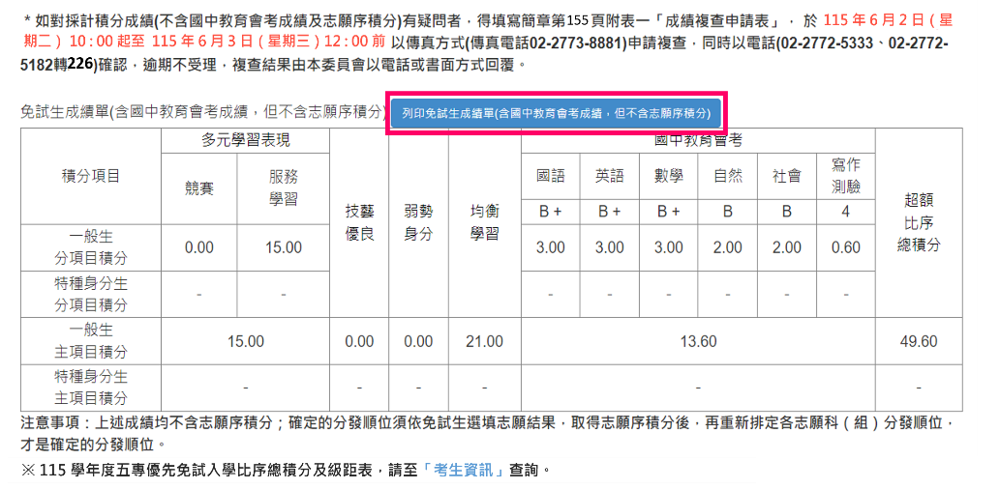 * 如對採計積分成績(不含國中教育會考成績及志願序積分)有疑問者，得填寫簡章第155頁附表一「成績複查申請表」， 於 115 年 6 月 2 日 ( 星
期二 ) 10 : 00 起至 115 年 6 月 3 日 ( 星期三 ) 12 : 00 前 以傳真方式(傳真電話02-2773-8881)申請複查，同時以電話(02-2772-5333、02-2772-
5182轉226)確認，逾期不受理，複查結果由本委員會以電話或書面方式回覆。
免試生成績單(含國中教育會考成績，但不含志願序積分) 列印免試生成績單(含國中教育會考成績，但不含志願序積分)
積分項目 多元學習表現 技藝優良 弱勢身分 均衡學習 國中教育會考 超額比序總積分
競賽 服務學習 國語 英語 數學 自然 社會 寫作測驗
B + B + B + B B 4
一般生
分項目積分 0.00 15.00 3.00 3.00 3.00 2.00 2.00 0.60
特種身分生
分項目積分 - - - - - - - -
一般生
主項目積分 15.00 0.00 0.00 21.00 13.60 49.60
特種身分生
主項目積分 - - - - - -
注意事項：上述成績均不含志願序積分；確定的分發順位須依免試生選填志願結果，取得志願序積分後，再重新排定各志願科（組）分發順位，
才是確定的分發順位。
※ 115 學年度五專優先免試入學比序總積分及級距表，請至「考生資訊」查詢。